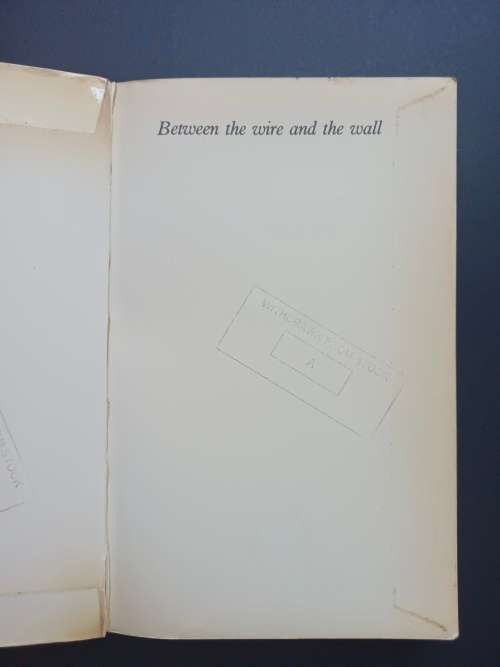 Between the wire and the wall
WITHDRAWN FROM STOCK
A